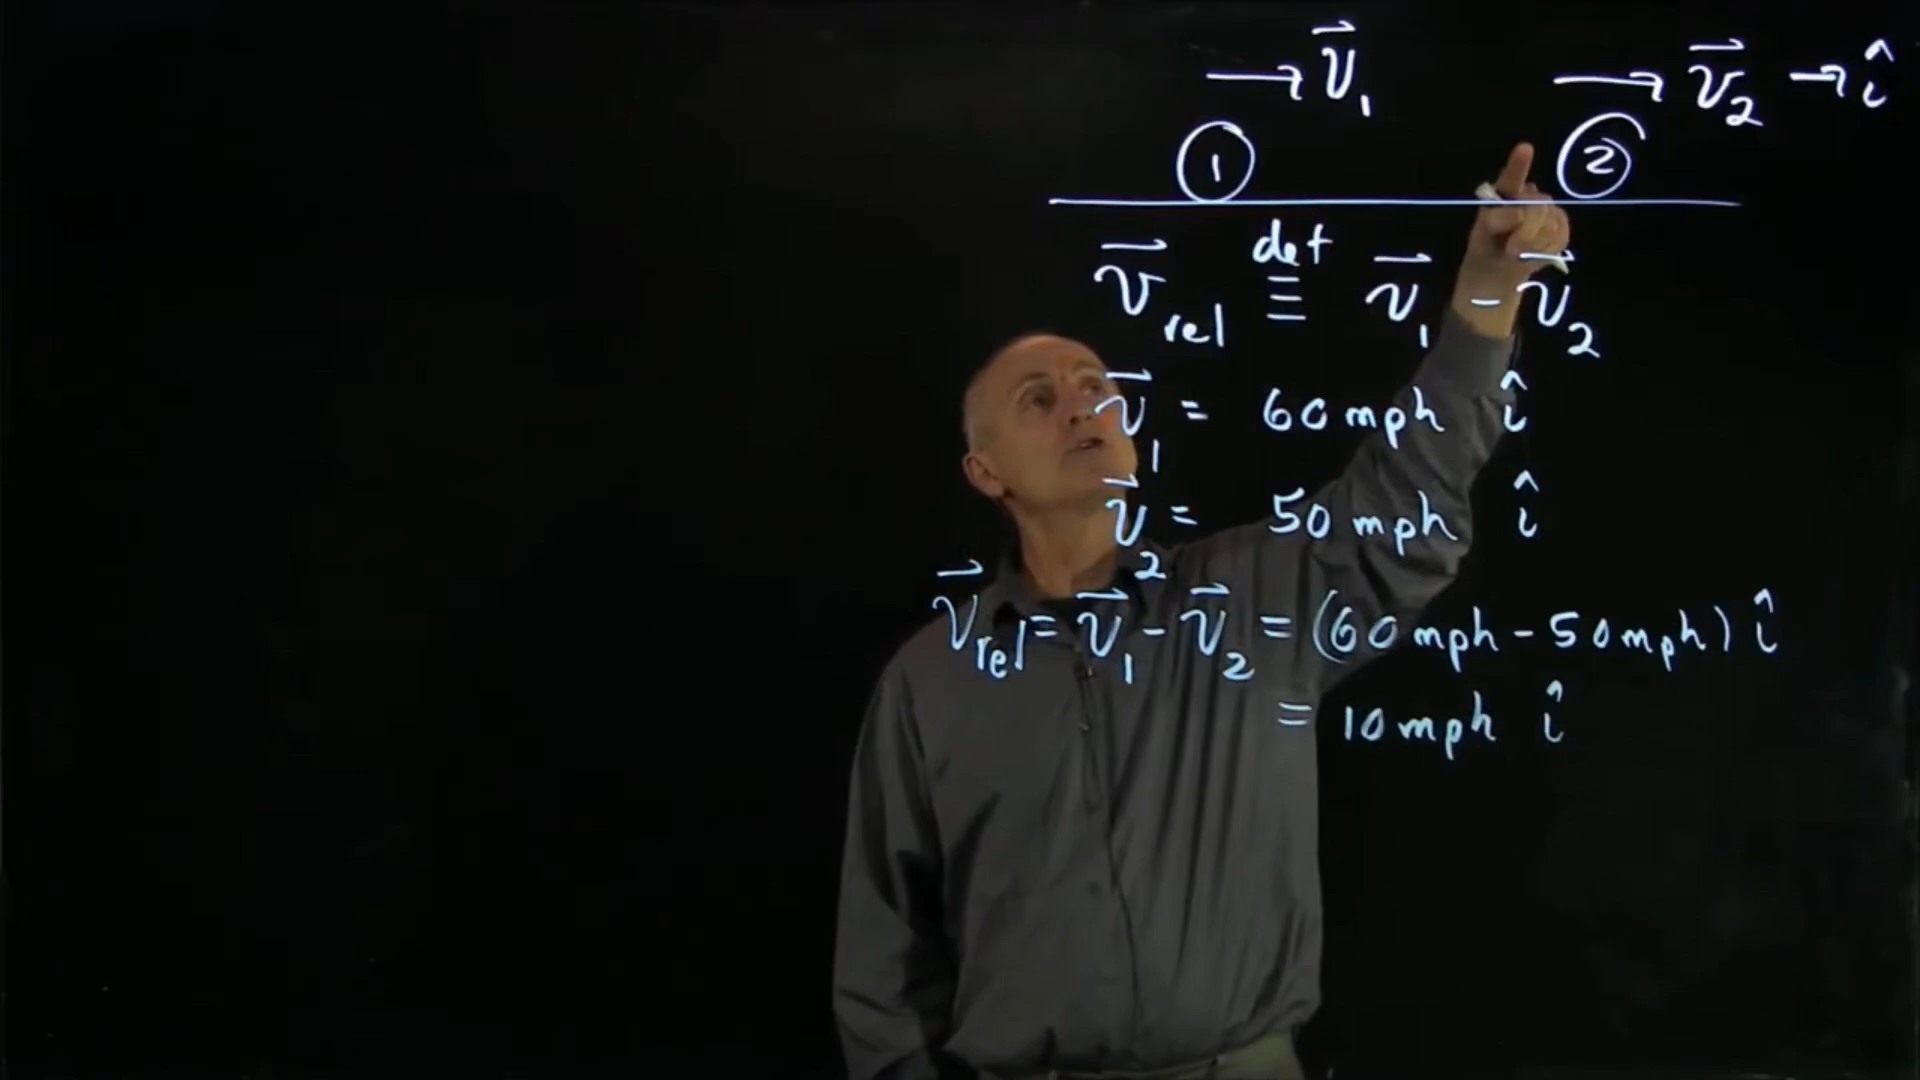 → v⃗₁ → v⃗₂ → î
① ②
v⃗_rel ≡(def) v⃗₁ - v⃗₂
v⃗₁ = 60 mph î
v⃗₂ = 50 mph î
v⃗_rel = v⃗₁ - v⃗₂ = (60 mph - 50 mph) î
= 10 mph î